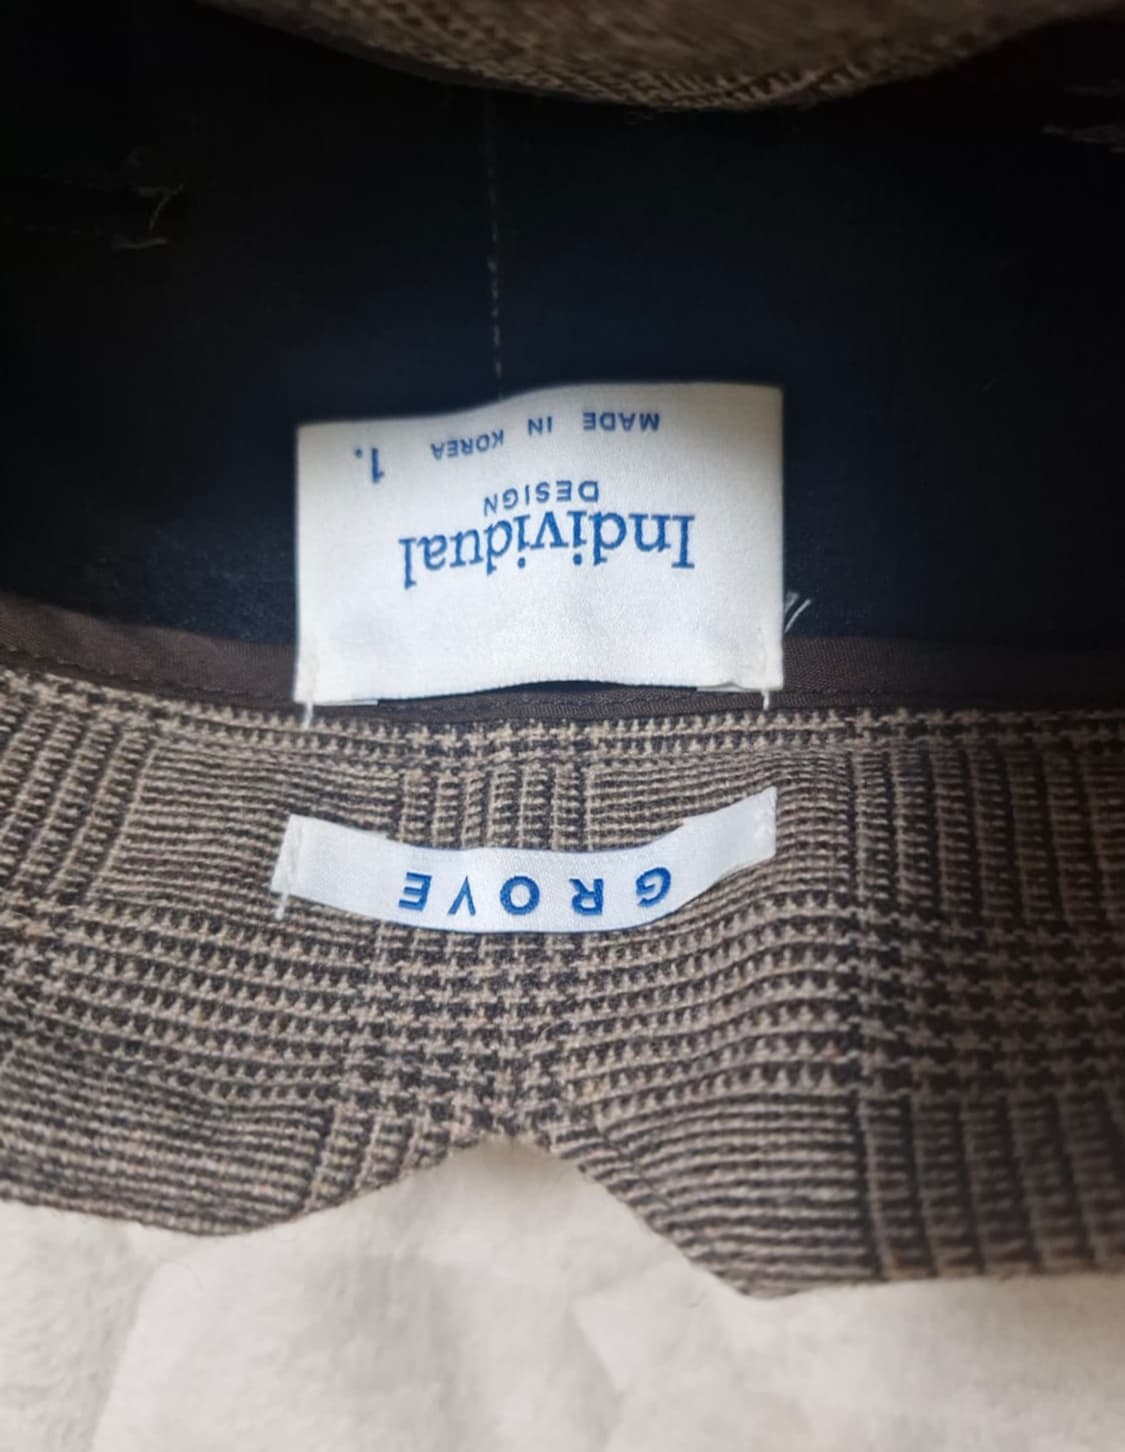 GROVE
Individual
DESIGN
MADE IN KOREA 1.